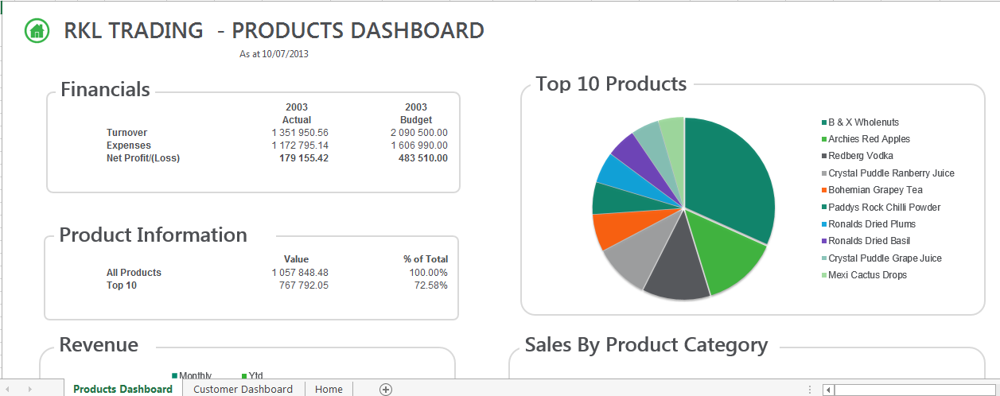 RKL TRADING - PRODUCTS DASHBOARD
As at 10/07/2013
Financials
2003 2003
Actual Budget
Turnover 1 351 950.56 2 090 500.00
Expenses 1 172 795.14 1 606 990.00
Net Profit/(Loss) 179 155.42 483 510.00
Product Information
Value % of Total
All Products 1 057 848.48 100.00%
Top 10 767 792.05 72.58%
Top 10 Products
B & X Wholenuts
Archies Red Apples
Redberg Vodka
Crystal Puddle Ranberry Juice
Bohemian Grapey Tea
Paddys Rock Chilli Powder
Ronalds Dried Plums
Ronalds Dried Basil
Crystal Puddle Grape Juice
Mexi Cactus Drops
Revenue
Monthly Ytd
Sales By Product Category
Products Dashboard Customer Dashboard Home